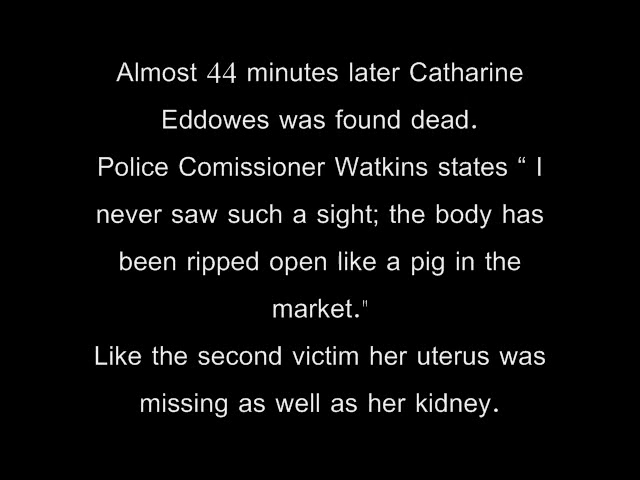 Almost 44 minutes later Catharine
Eddowes was found dead.
Police Comissioner Watkins states “ I
never saw such a sight; the body has
been ripped open like a pig in the
market."
Like the second victim her uterus was
missing as well as her kidney.